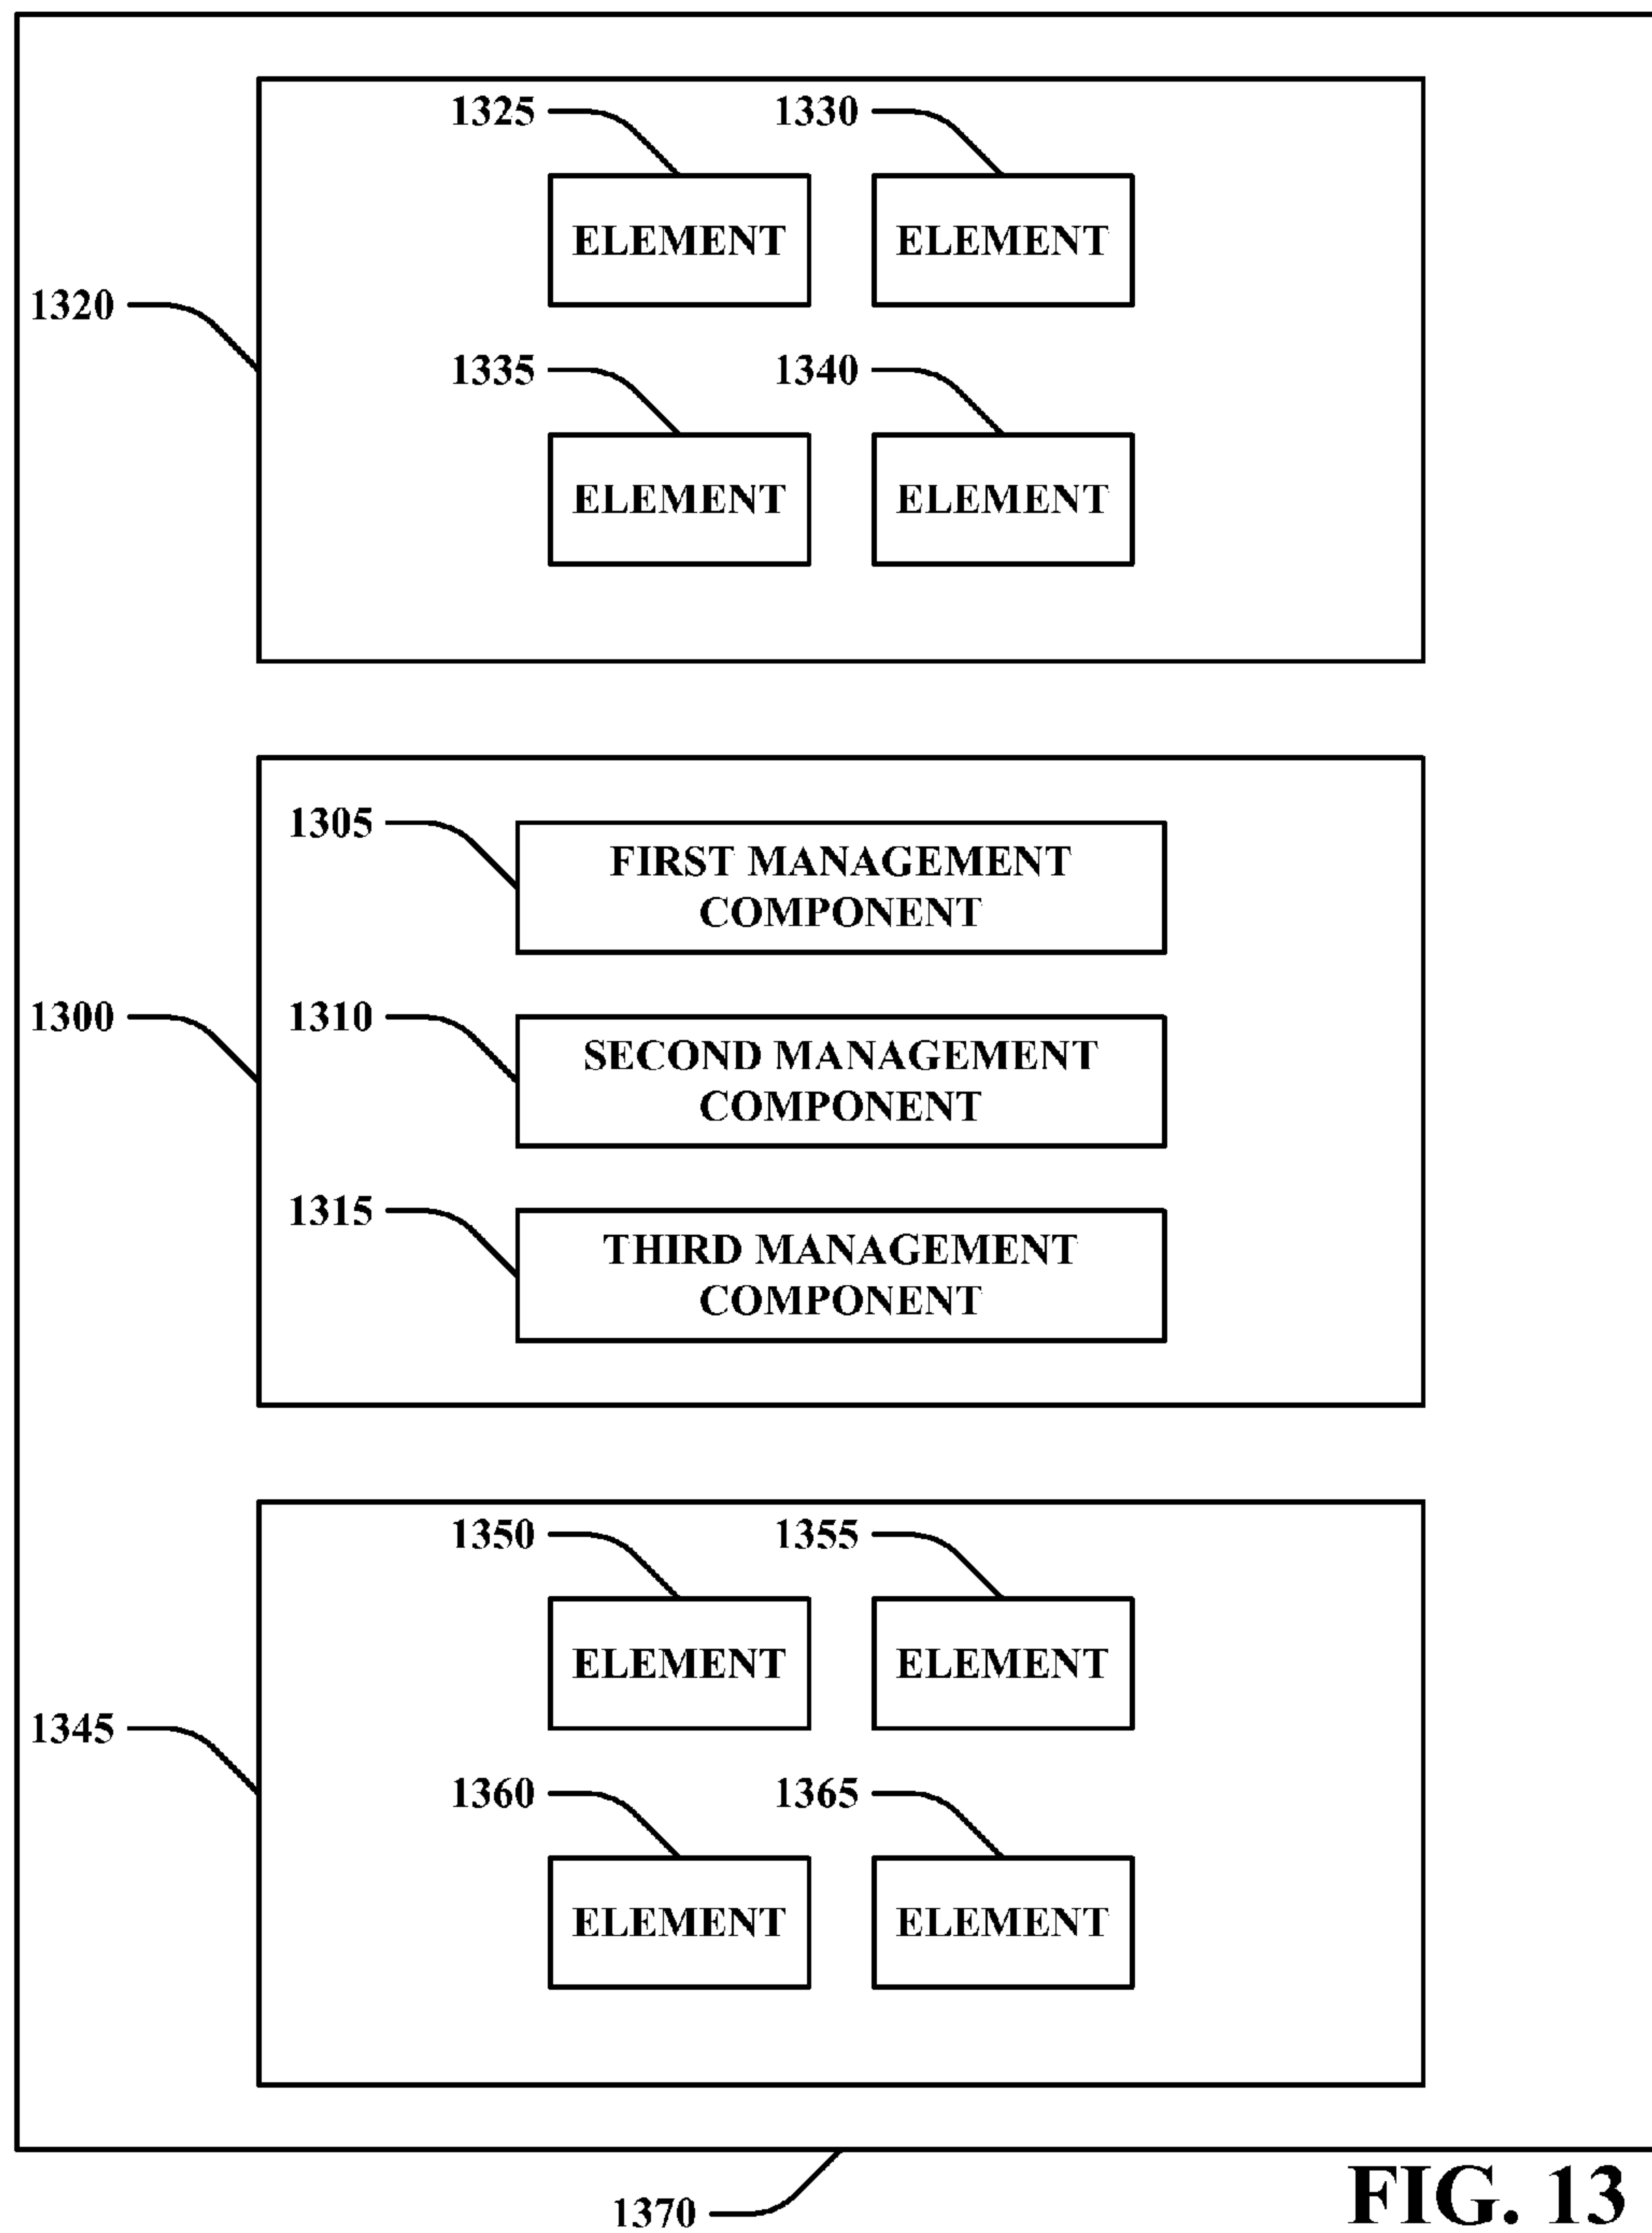 1325 1330
ELEMENT ELEMENT
1320
1335 1340
ELEMENT ELEMENT
1305
FIRST MANAGEMENT
COMPONENT
1300 1310
SECOND MANAGEMENT
COMPONENT
1315
THIRD MANAGEMENT
COMPONENT
1350 1355
ELEMENT ELEMENT
1345
1360 1365
ELEMENT ELEMENT
1370
FIG. 13